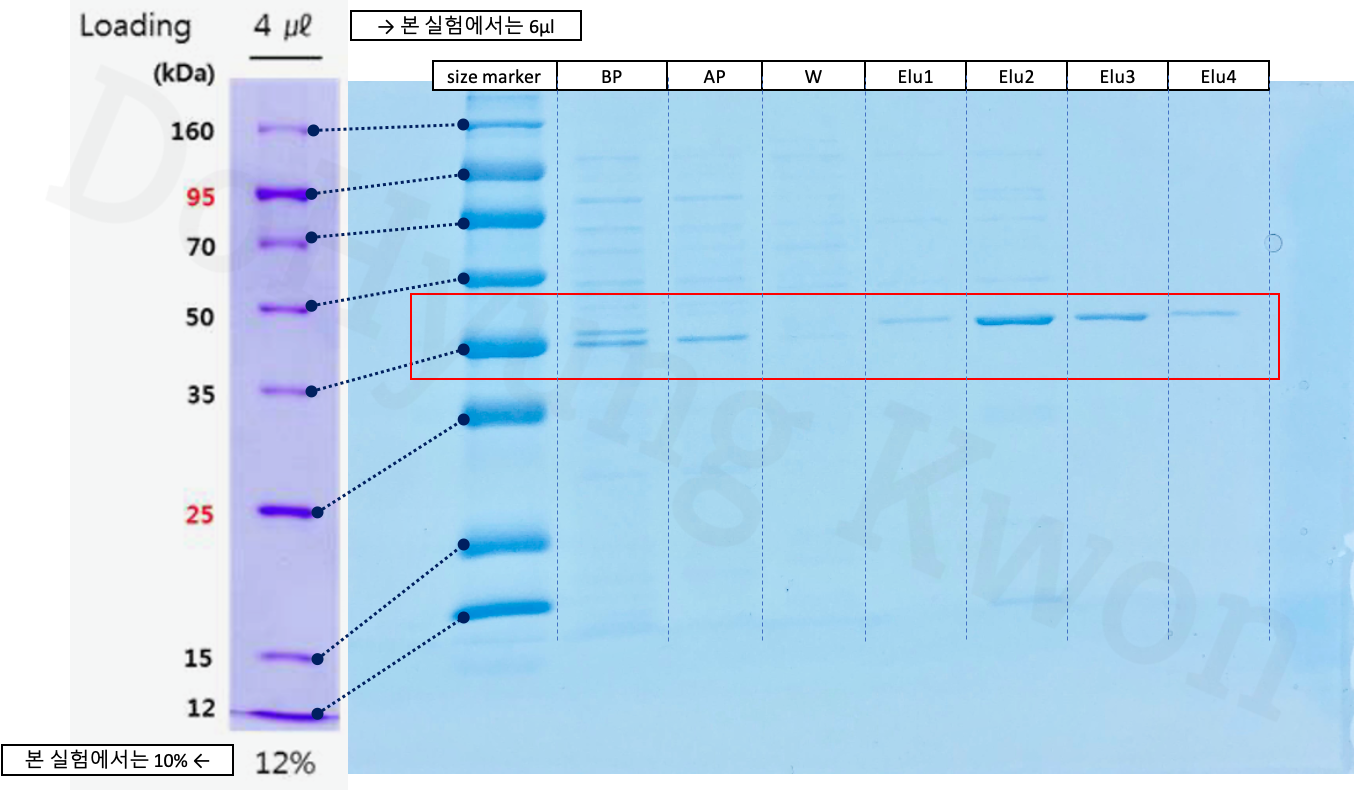 Loading 4 µℓ
→ 본 실험에서는 6µl
(kDa)
size marker BP AP W Elu1 Elu2 Elu3 Elu4
160
95
70
50
35
25
15
12
본 실험에서는 10% ←
12%
DoHyung Kwon